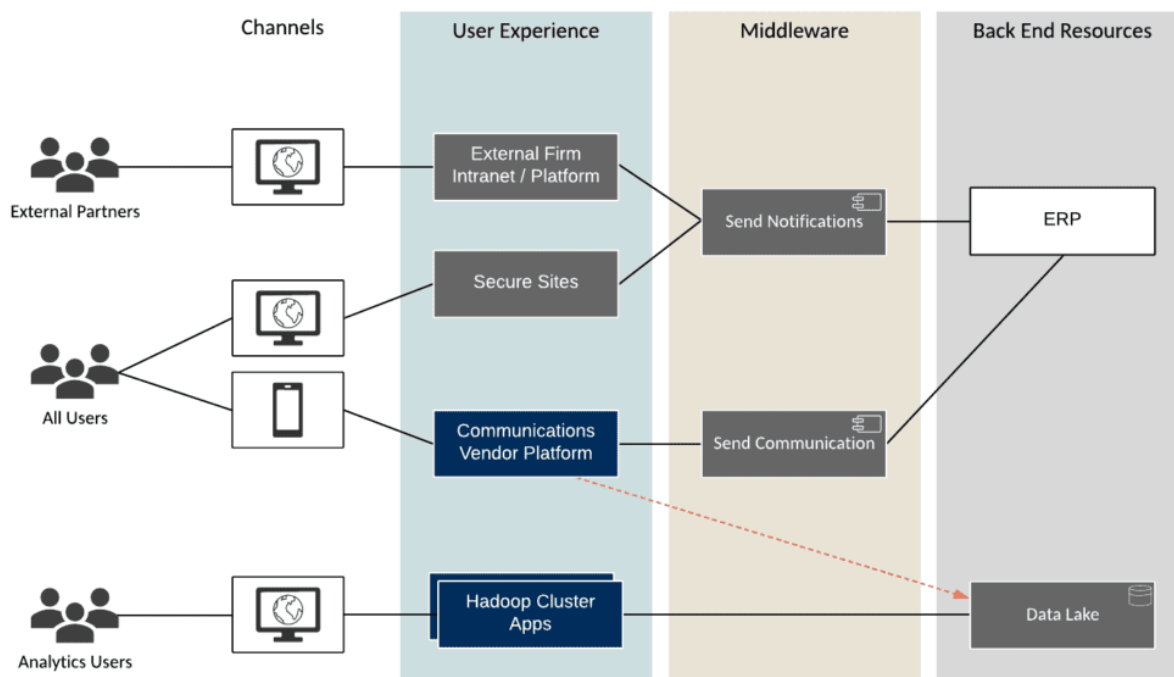 Channels
User Experience
Middleware
Back End Resources
External Partners
External Firm
Intranet / Platform
Send Notifications
ERP
Secure Sites
All Users
Communications
Vendor Platform
Send Communication
Analytics Users
Hadoop Cluster
Apps
Data Lake